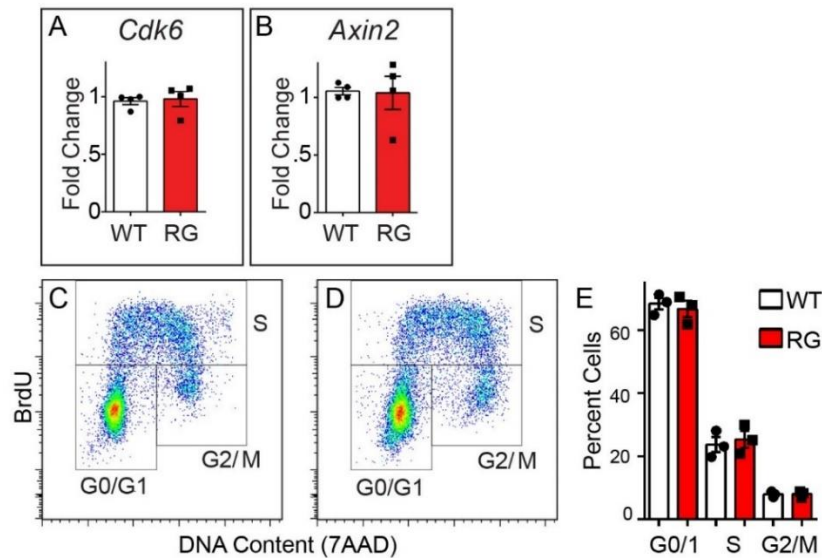 A
Cdk6
Fold Change
1
.5
0
WT
RG
B
Axin2
Fold Change
1
.5
0
WT
RG
C
BrdU
S
G2/M
G0/G1
D
S
G2/M
G0/G1
DNA Content (7AAD)
E
WT
RG
Percent Cells
60
40
20
0
G0/1
S
G2/M